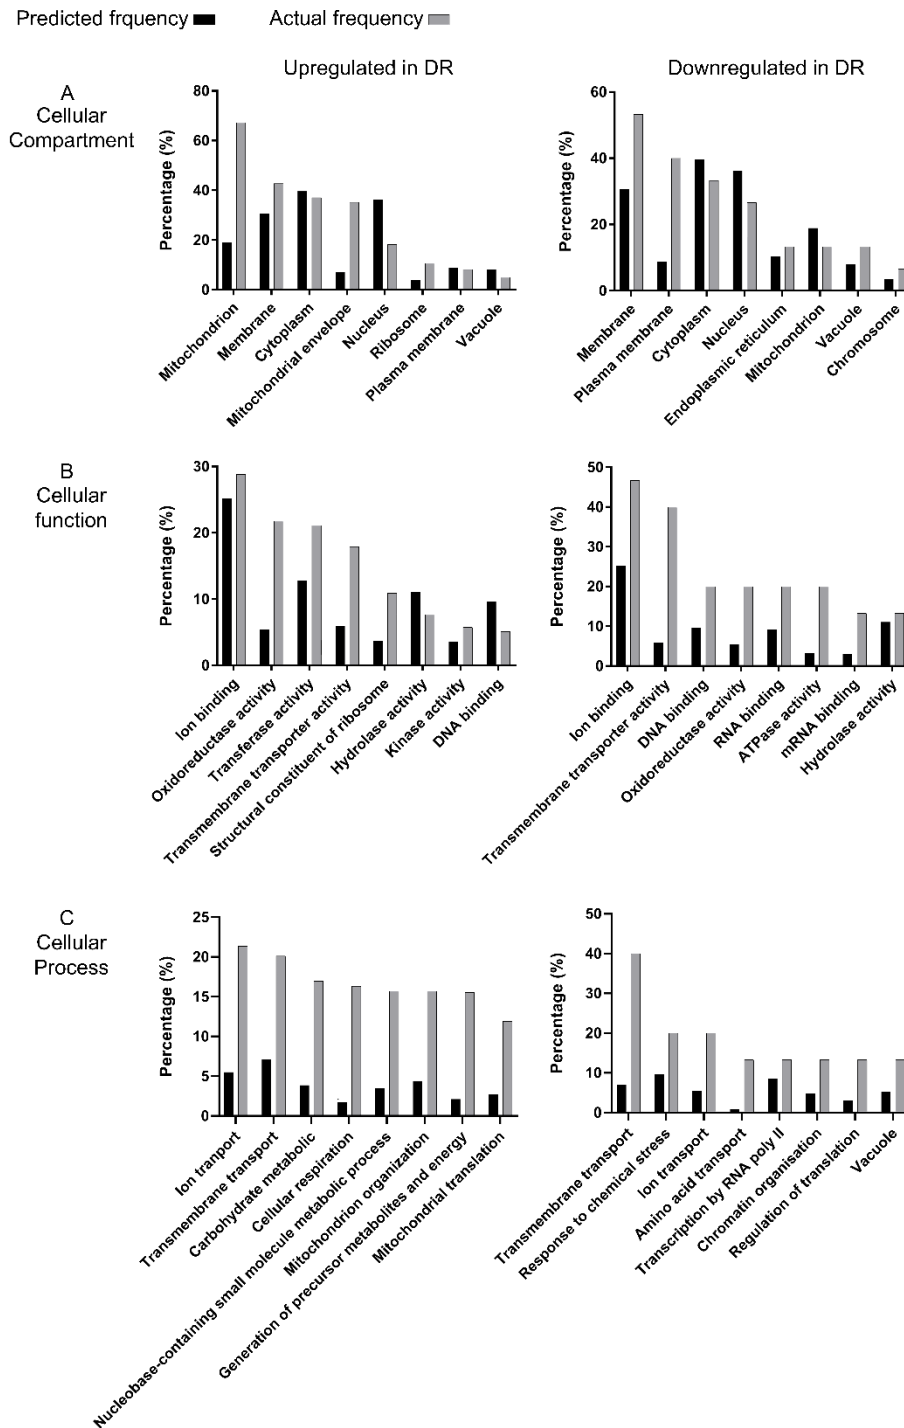 Predicted frquency
Actual frequency
Upregulated in DR
Downregulated in DR
A
Cellular
Compartment
Percentage (%)
80
60
40
20
0
Mitochondrion
Membrane
Cytoplasm
Mitochondrial envelope
Nucleus
Ribosome
Plasma membrane
Vacuole
Percentage (%)
60
40
20
0
Membrane
Plasma membrane
Cytoplasm
Nucleus
Endoplasmic reticulum
Mitochondrion
Vacuole
Chromosome
B
Cellular
function
Percentage (%)
30
20
10
0
Ion binding
Oxidoreductase activity
Transferase activity
Transmembrane transporter activity
Structural constituent of ribosome
Hydrolase activity
Kinase activity
DNA binding
Percentage (%)
50
40
30
20
10
0
Ion binding
Transmembrane transporter activity
DNA binding
Oxidoreductase activity
RNA binding
ATPase activity
mRNA binding
Hydrolase activity
C
Cellular
Process
Percentage (%)
25
20
15
10
5
0
Ion tranport
Transmembrane transport
Carbohydrate metabolic
Cellular respiration
Nucleobase-containing small molecule metabolic process
Mitochondrion organization
Generation of precursor metabolites and energy
Mitochondrial translation
Percentage (%)
50
40
30
20
10
0
Transmembrane transport
Response to chemical stress
Ion transport
Amino acid transport
Transcription by RNA poly II
Chromatin organisation
Regulation of translation
Vacuole